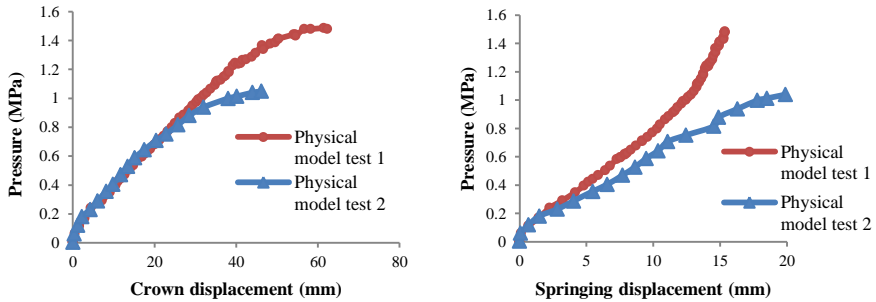 1.6
1.4
1.2
1
0.8
0.6
0.4
0.2
0
Pressure (MPa)
0 20 40 60 80
Crown displacement (mm)
Physical
model test 1
Physical
model test 2
1.6
1.4
1.2
1
0.8
0.6
0.4
0.2
0
Pressure (MPa)
0 5 10 15 20
Springing displacement (mm)
Physical
model test 1
Physical
model test 2